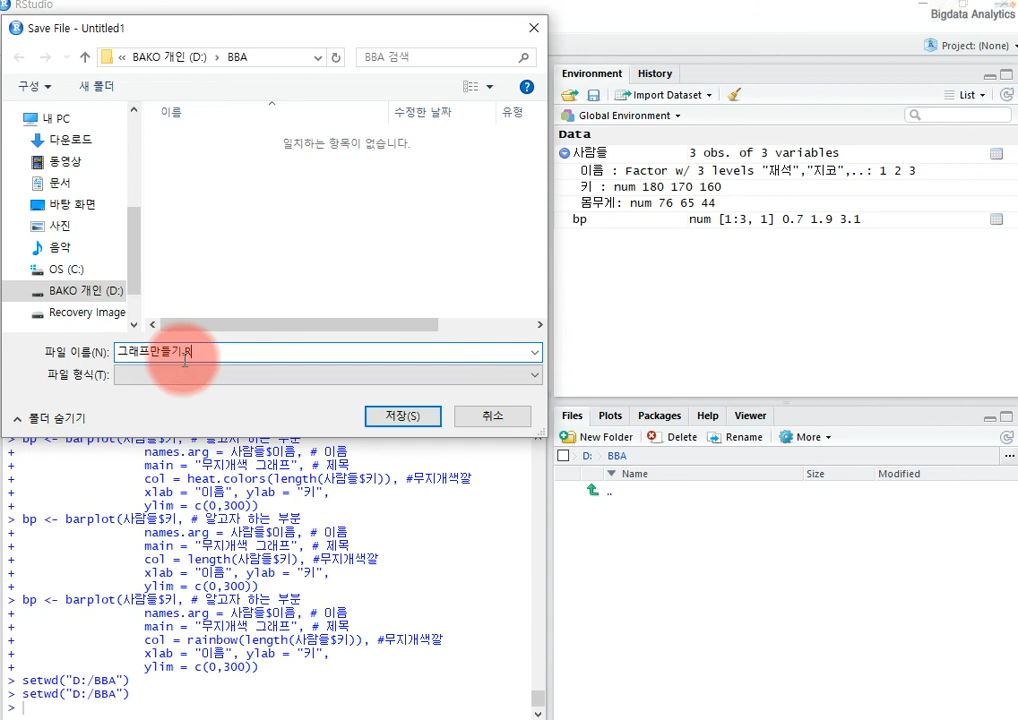 RStudio
Bigdata Analytics
Save File - Untitled1
BAKO 개인 (D:) › BBA
BBA 검색
Project: (None)
구성
새 폴더
이름
수정한 날짜
유형
일치하는 항목이 없습니다.
내 PC
다운로드
동영상
문서
바탕 화면
사진
음악
OS (C:)
BAKO 개인 (D:)
Recovery Image
파일 이름(N): 그래프만들기.R
파일 형식(T):
폴더 숨기기
저장(S)
취소
Environment History
Import Dataset
List
Global Environment
Data
사람들 3 obs. of 3 variables
이름 : Factor w/ 3 levels "재석","지코",..: 1 2 3
키 : num 180 170 160
몸무게: num 76 65 44
bp num [1:3, 1] 0.7 1.9 3.1
Files Plots Packages Help Viewer
New Folder Delete Rename More
D: BBA
Name Size Modified
..
> bp <- barplot(사람들$키, # 알고자 하는 부분
+ names.arg = 사람들$이름, # 이름
+ main = "무지개색 그래프", # 제목
+ col = heat.colors(length(사람들$키)), #무지개색깔
+ xlab = "이름", ylab = "키",
+ ylim = c(0,300))
> bp <- barplot(사람들$키, # 알고자 하는 부분
+ names.arg = 사람들$이름, # 이름
+ main = "무지개색 그래프", # 제목
+ col = length(사람들$키), #무지개색깔
+ xlab = "이름", ylab = "키",
+ ylim = c(0,300))
> bp <- barplot(사람들$키, # 알고자 하는 부분
+ names.arg = 사람들$이름, # 이름
+ main = "무지개색 그래프", # 제목
+ col = rainbow(length(사람들$키)), #무지개색깔
+ xlab = "이름", ylab = "키",
+ ylim = c(0,300))
> setwd("D:/BBA")
> setwd("D:/BBA")
>